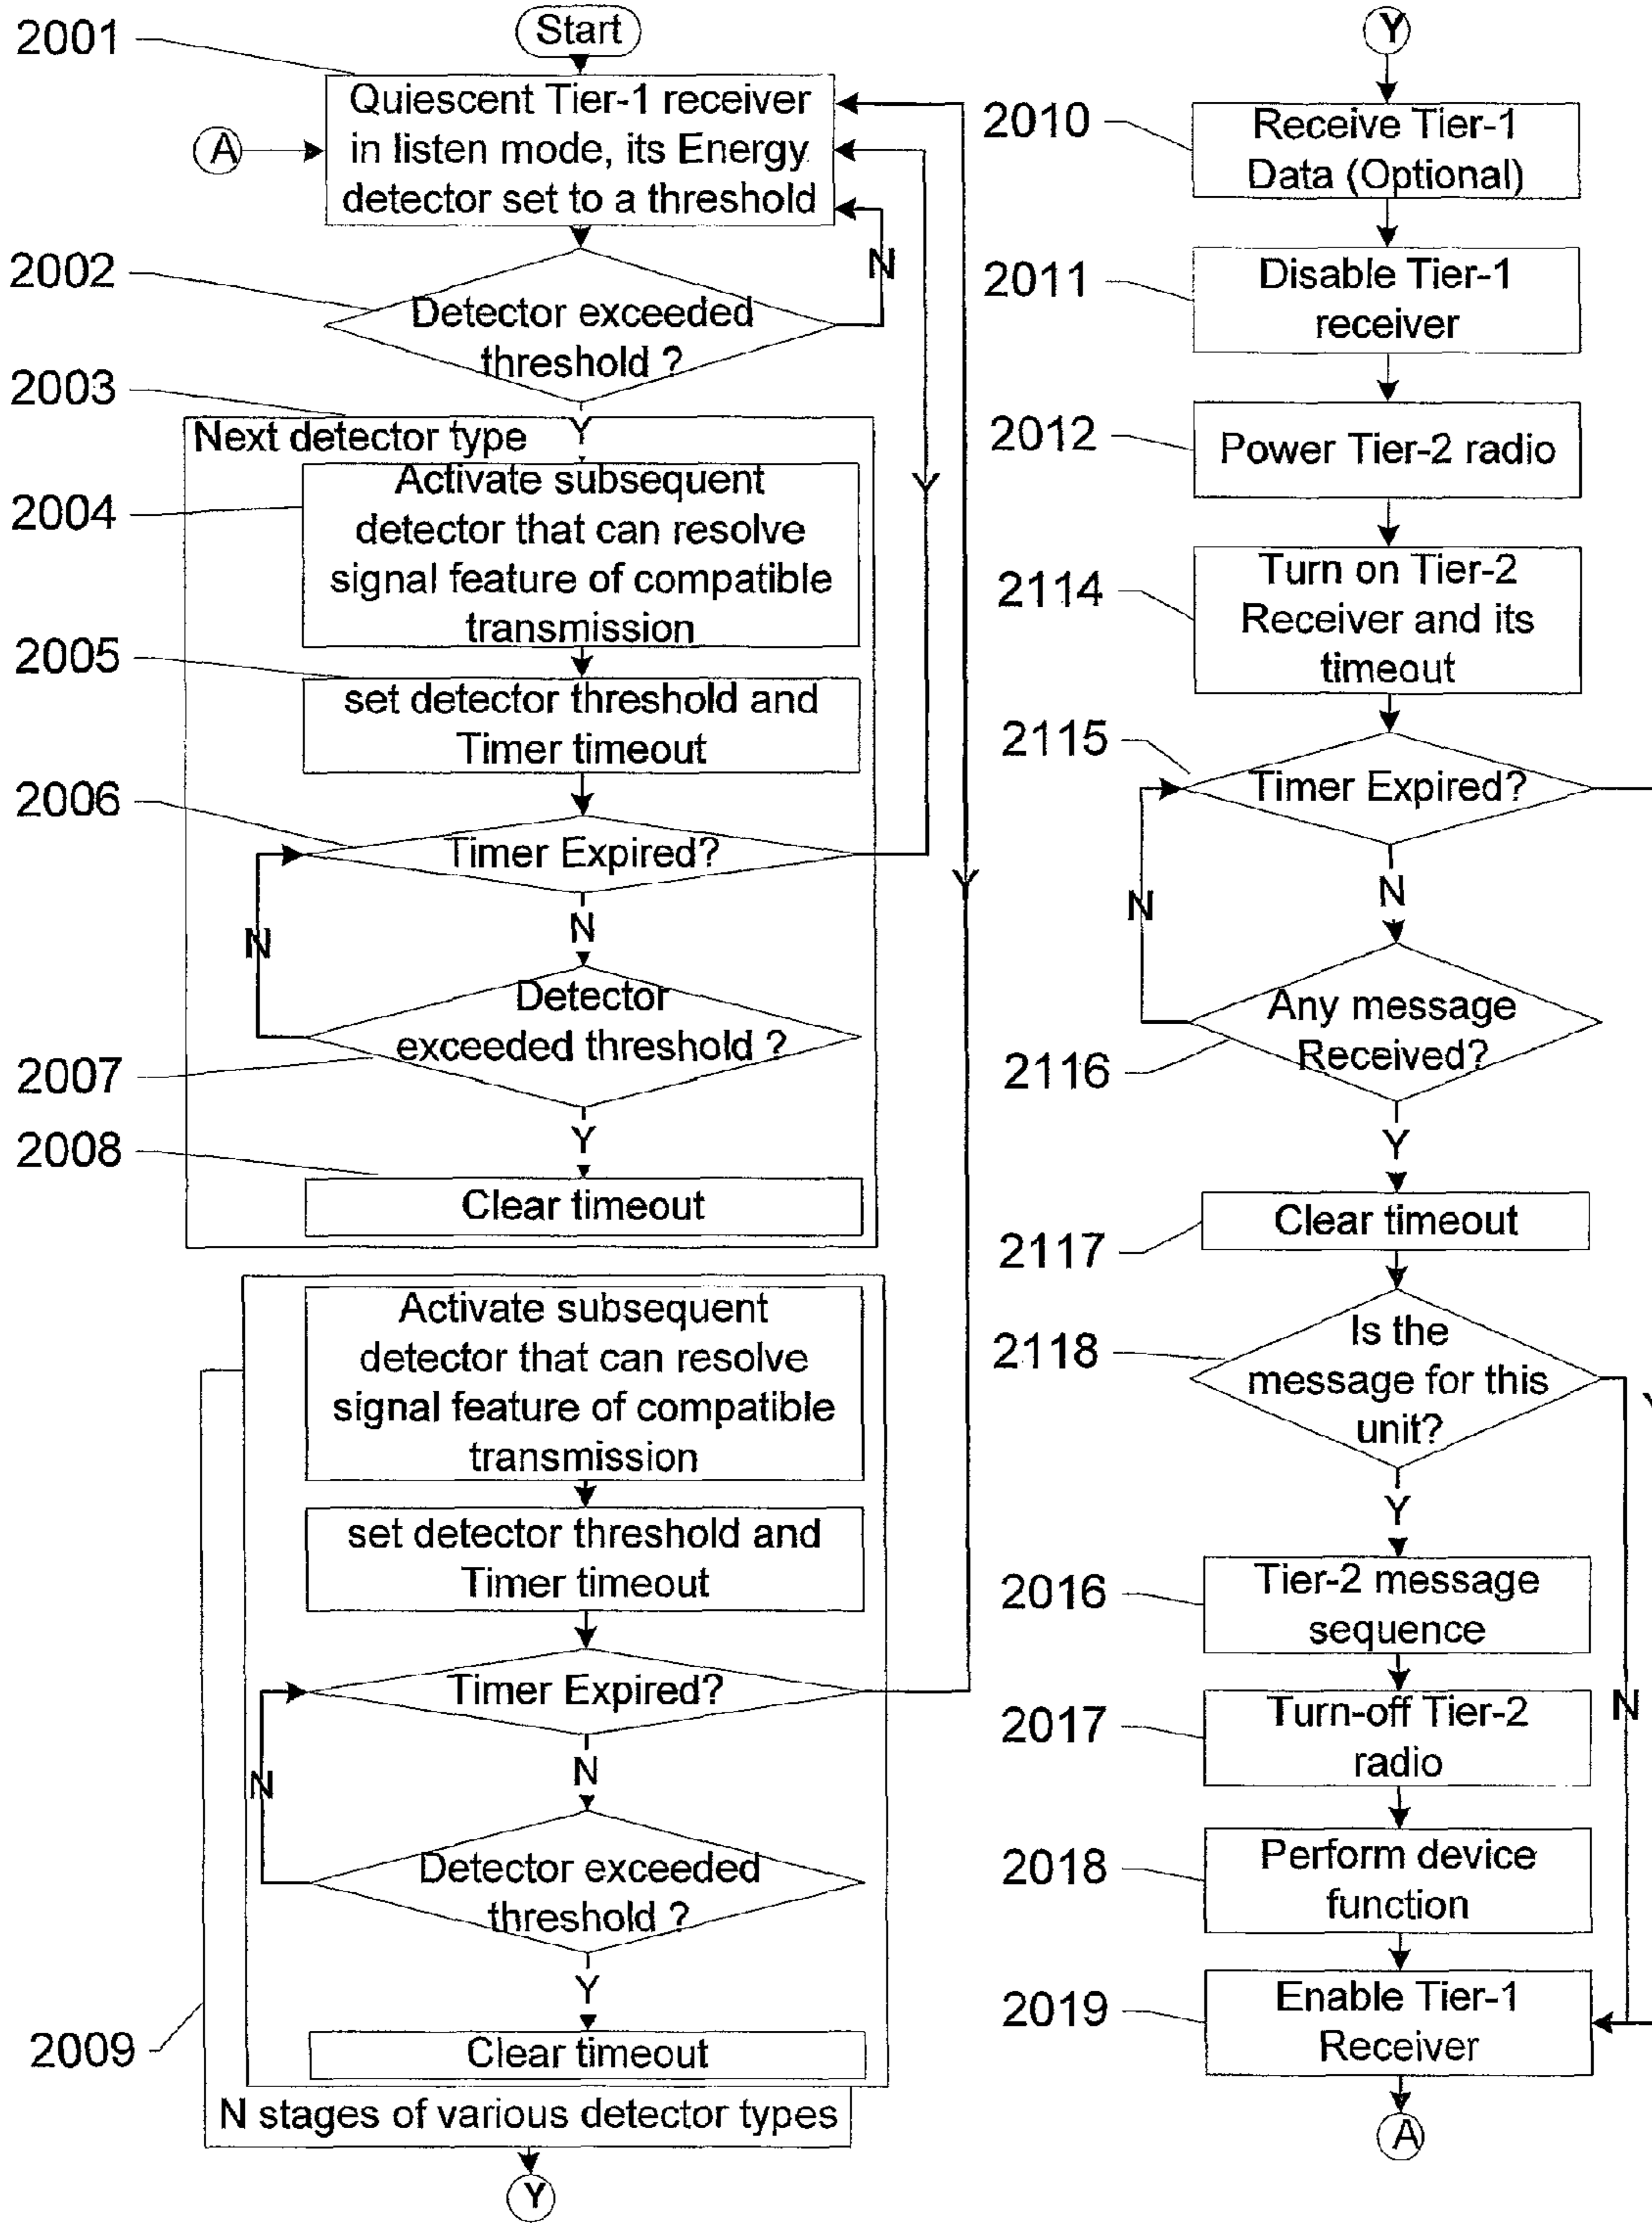 Start
2001
Quiescent Tier-1 receiver
in listen mode, its Energy
detector set to a threshold
A
N
2002
Detector exceeded
threshold ?
2003
Y
Next detector type
2004
Activate subsequent
detector that can resolve
signal feature of compatible
transmission
Y
2005
set detector threshold and
Timer timeout
2006
Timer Expired?
Y
N
N
Detector
exceeded threshold ?
2007
Y
2008
Clear timeout
Activate subsequent
detector that can resolve
signal feature of compatible
transmission
set detector threshold and
Timer timeout
Timer Expired?
N
N
Detector exceeded
threshold ?
Y
2009
Clear timeout
N stages of various detector types
Y
Y
2010
Receive Tier-1
Data (Optional)
2011
Disable Tier-1
receiver
2012
Power Tier-2 radio
2114
Turn on Tier-2
Receiver and its
timeout
2115
Timer Expired?
N
N
Any message
Received?
2116
Y
Clear timeout
2117
2118
Is the
message for this
unit?
Y
Y
2016
Tier-2 message
sequence
N
2017
Turn-off Tier-2
radio
2018
Perform device
function
2019
Enable Tier-1
Receiver
A